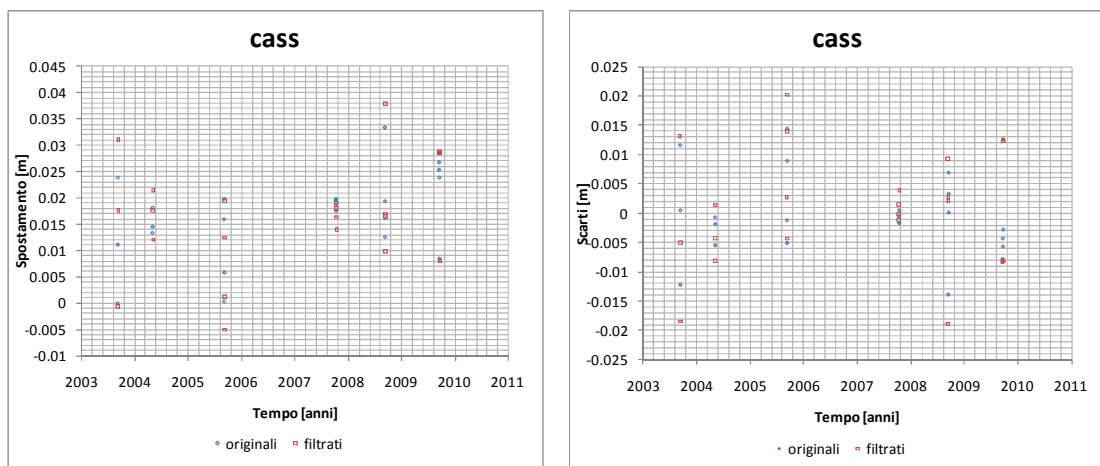 cass
0.045
0.04
0.035
0.03
0.025
0.02
0.015
0.01
0.005
0
-0.005
-0.01
Spostamento [m]
2003 2004 2005 2006 2007 2008 2009 2010 2011
Tempo [anni]
originali filtrati
cass
0.025
0.02
0.015
0.01
0.005
0
-0.005
-0.01
-0.015
-0.02
-0.025
Scarti [m]
2003 2004 2005 2006 2007 2008 2009 2010 2011
Tempo [anni]
originali filtrati